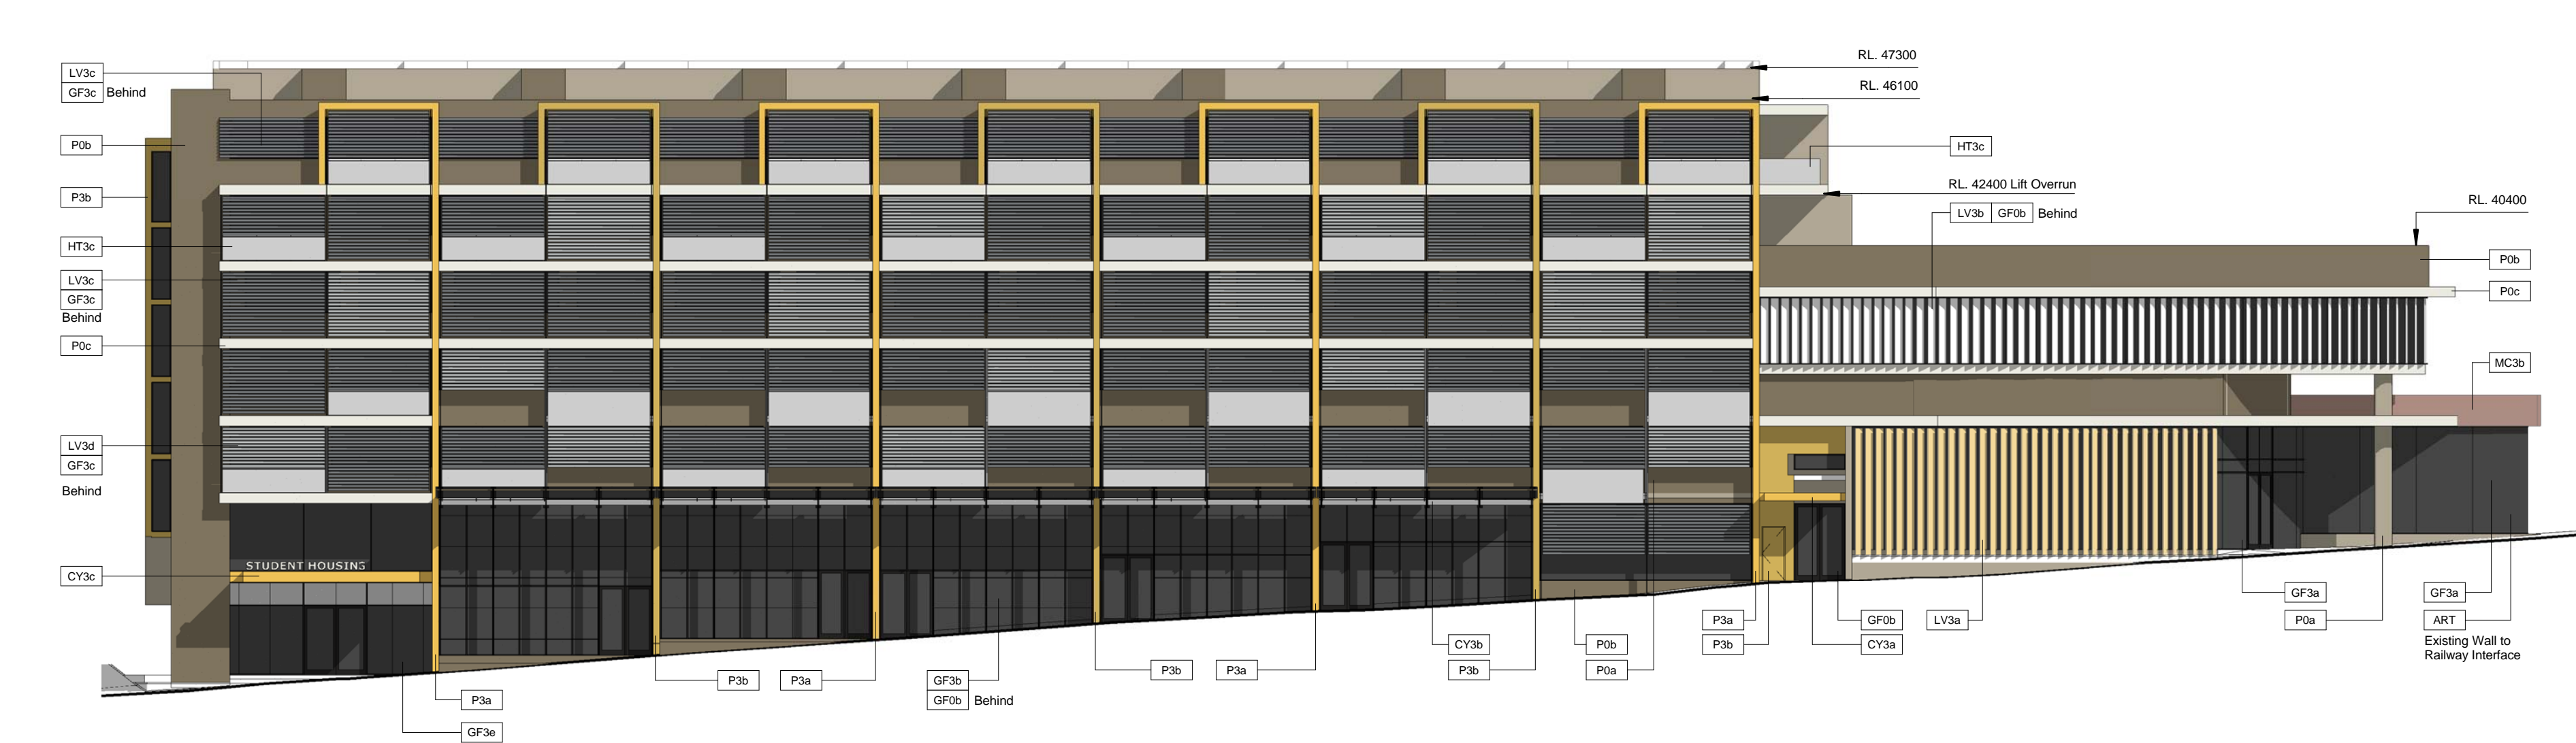 RL. 47300
LV3c
GF3c Behind
RL. 46100
P0b
HT3c
P3b
RL. 42400 Lift Overrun
RL. 40400
LV3b GF0b Behind
HT3c
P0b
LV3c
GF3c
Behind
P0c
P0c
MC3b
LV3d
GF3c
Behind
STUDENT HOUSING
CY3c
GF3a
GF3a
P3a
GF0b
LV3a
P0a
ART
Existing Wall to
Railway Interface
CY3b
P0b
P3b
CY3a
P3b
P3a
P3b
P0a
P3b
P3a
GF3b
GF0b Behind
P3a
GF3e